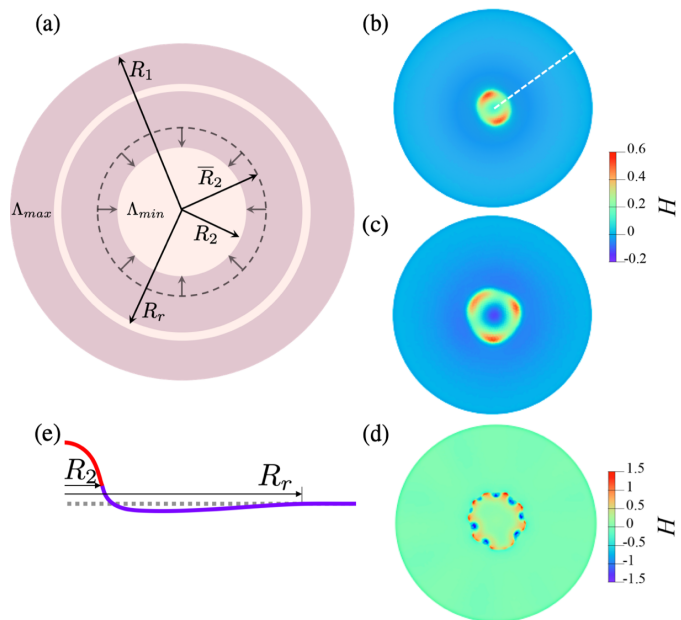 (a)
R₁
Λmax
Λmin
R̅₂
R₂
Rᵣ
(b)
0.6
0.4
0.2
0
-0.2
H
(c)
(e)
R₂
Rᵣ
(d)
1.5
1
0.5
0
-0.5
-1
-1.5
H